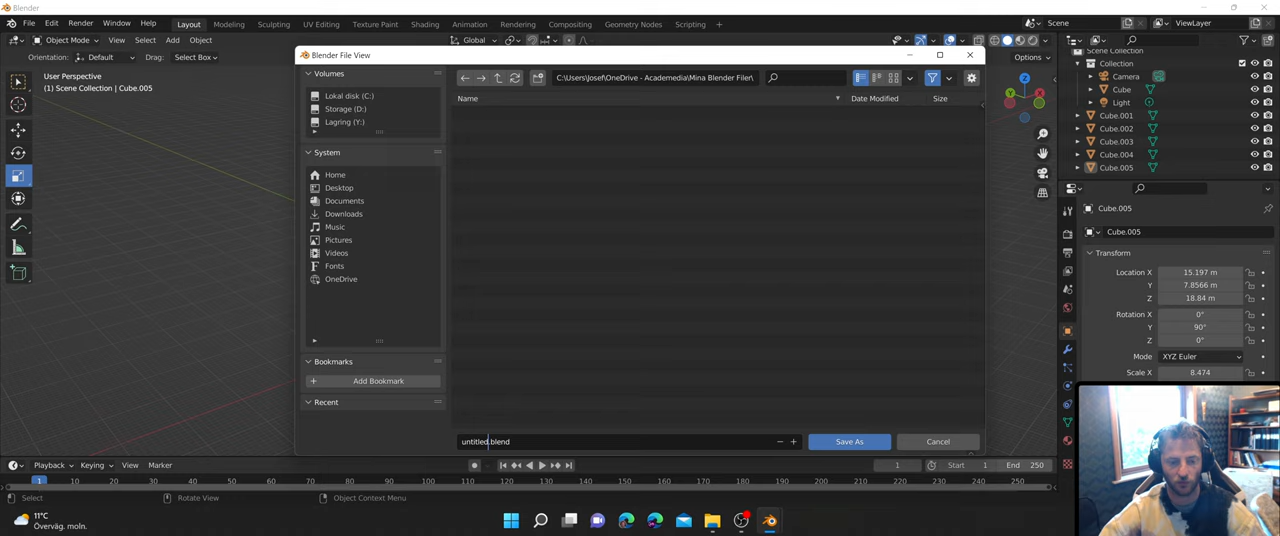 Blender
File Edit Render Window Help Layout Modeling Sculpting UV Editing Texture Paint Shading Animation Rendering Compositing Geometry Nodes Scripting + Scene ViewLayer
Object Mode View Select Add Object Global
Orientation: Default Drag: Select Box Options
User Perspective
(1) Scene Collection | Cube.005
Blender File View
Volumes
Lokal disk (C:)
Storage (D:)
Lagring (Y:)
System
Home
Desktop
Documents
Downloads
Music
Pictures
Videos
Fonts
OneDrive
Bookmarks
Add Bookmark
Recent
C:\Users\Josef\OneDrive - Academedia\Mina Blender Filer\
Name Date Modified Size
untitled.blend
Save As Cancel
Z
Y
X
Scene Collection
Collection
Camera
Cube
Light
Cube.001
Cube.002
Cube.003
Cube.004
Cube.005
Cube.005
Cube.005
Transform
Location X 15.197 m
Y 7.8566 m
Z 18.84 m
Rotation X 0°
Y 90°
Z 0°
Mode XYZ Euler
Scale X 8.474
Playback Keying View Marker 1 Start 1 End 250
1 10 20 30 40 50 60 70 80 90 100 110 120 130 140 150 160 170 180 190 200 210 220 230 240 250
Select Rotate View Object Context Menu
11°C
Överväg. moln.